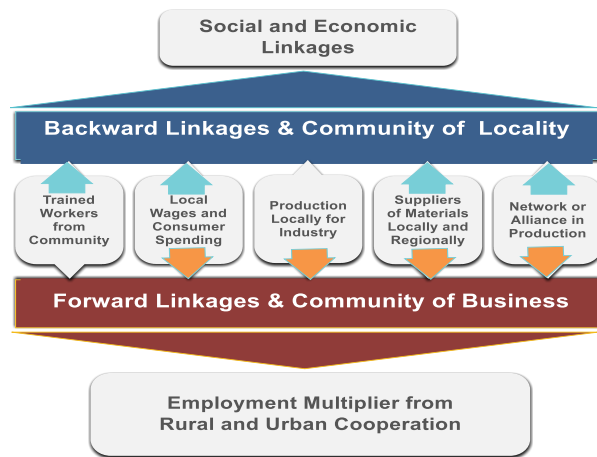 Social and Economic
Linkages
Backward Linkages & Community of Locality
Trained
Workers
from
Community
Local
Wages and
Consumer
Spending
Production
Locally for
Industry
Suppliers
of Materials
Locally and
Regionally
Network or
Alliance in
Production
Forward Linkages & Community of Business
Employment Multiplier from
Rural and Urban Cooperation